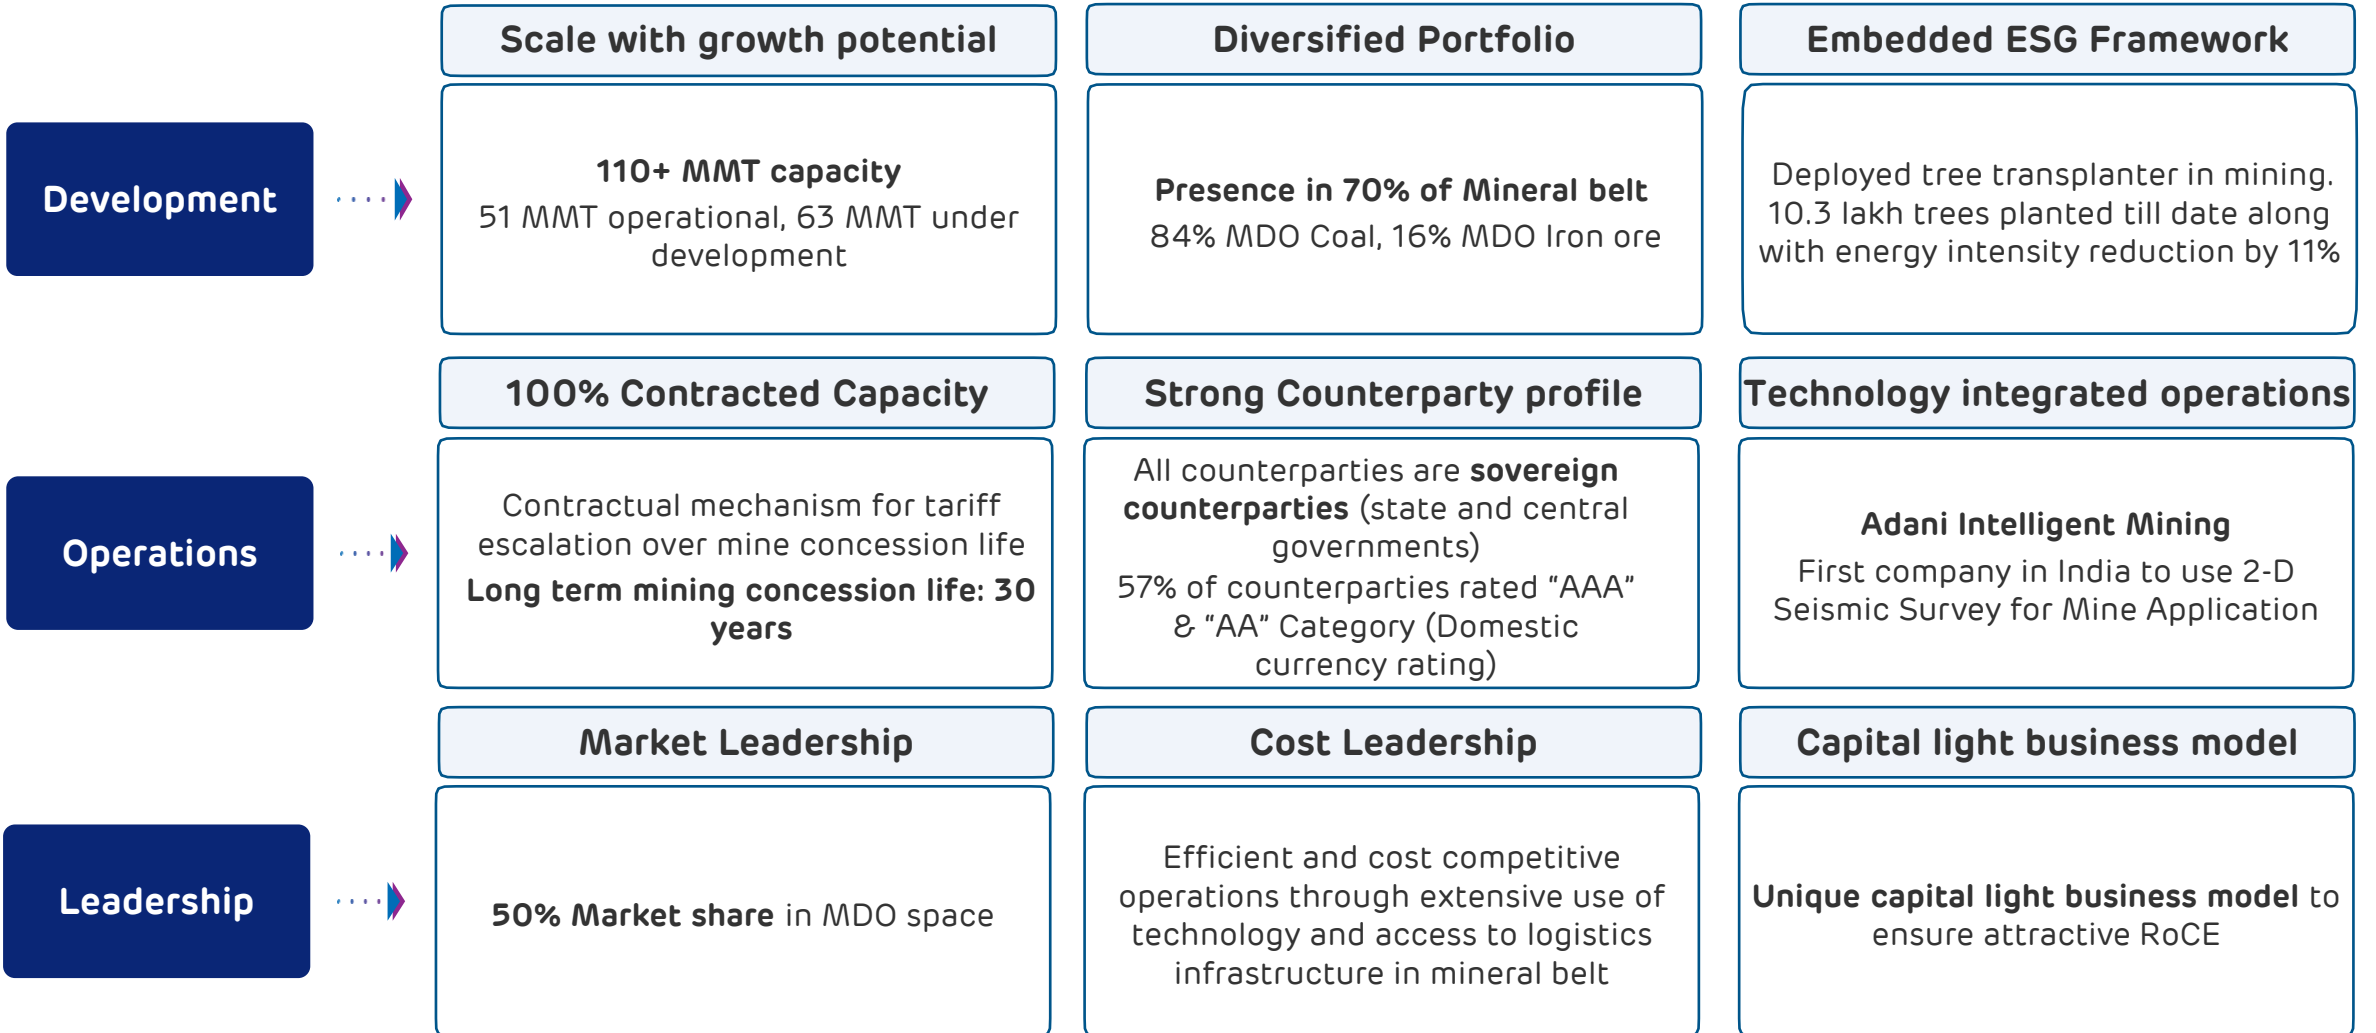 Scale with growth potential
Diversified Portfolio
Embedded ESG Framework
Development
110+ MMT capacity
51 MMT operational, 63 MMT under
development
Presence in 70% of Mineral belt
84% MDO Coal, 16% MDO Iron ore
Deployed tree transplanter in mining.
10.3 lakh trees planted till date along
with energy intensity reduction by 11%
100% Contracted Capacity
Strong Counterparty profile
Technology integrated operations
Operations
Contractual mechanism for tariff
escalation over mine concession life
Long term mining concession life: 30
years
All counterparties are sovereign
counterparties (state and central
governments)
57% of counterparties rated “AAA”
& “AA” Category (Domestic
currency rating)
Adani Intelligent Mining
First company in India to use 2-D
Seismic Survey for Mine Application
Market Leadership
Cost Leadership
Capital light business model
Leadership
50% Market share in MDO space
Efficient and cost competitive
operations through extensive use of
technology and access to logistics
infrastructure in mineral belt
Unique capital light business model to
ensure attractive RoCE